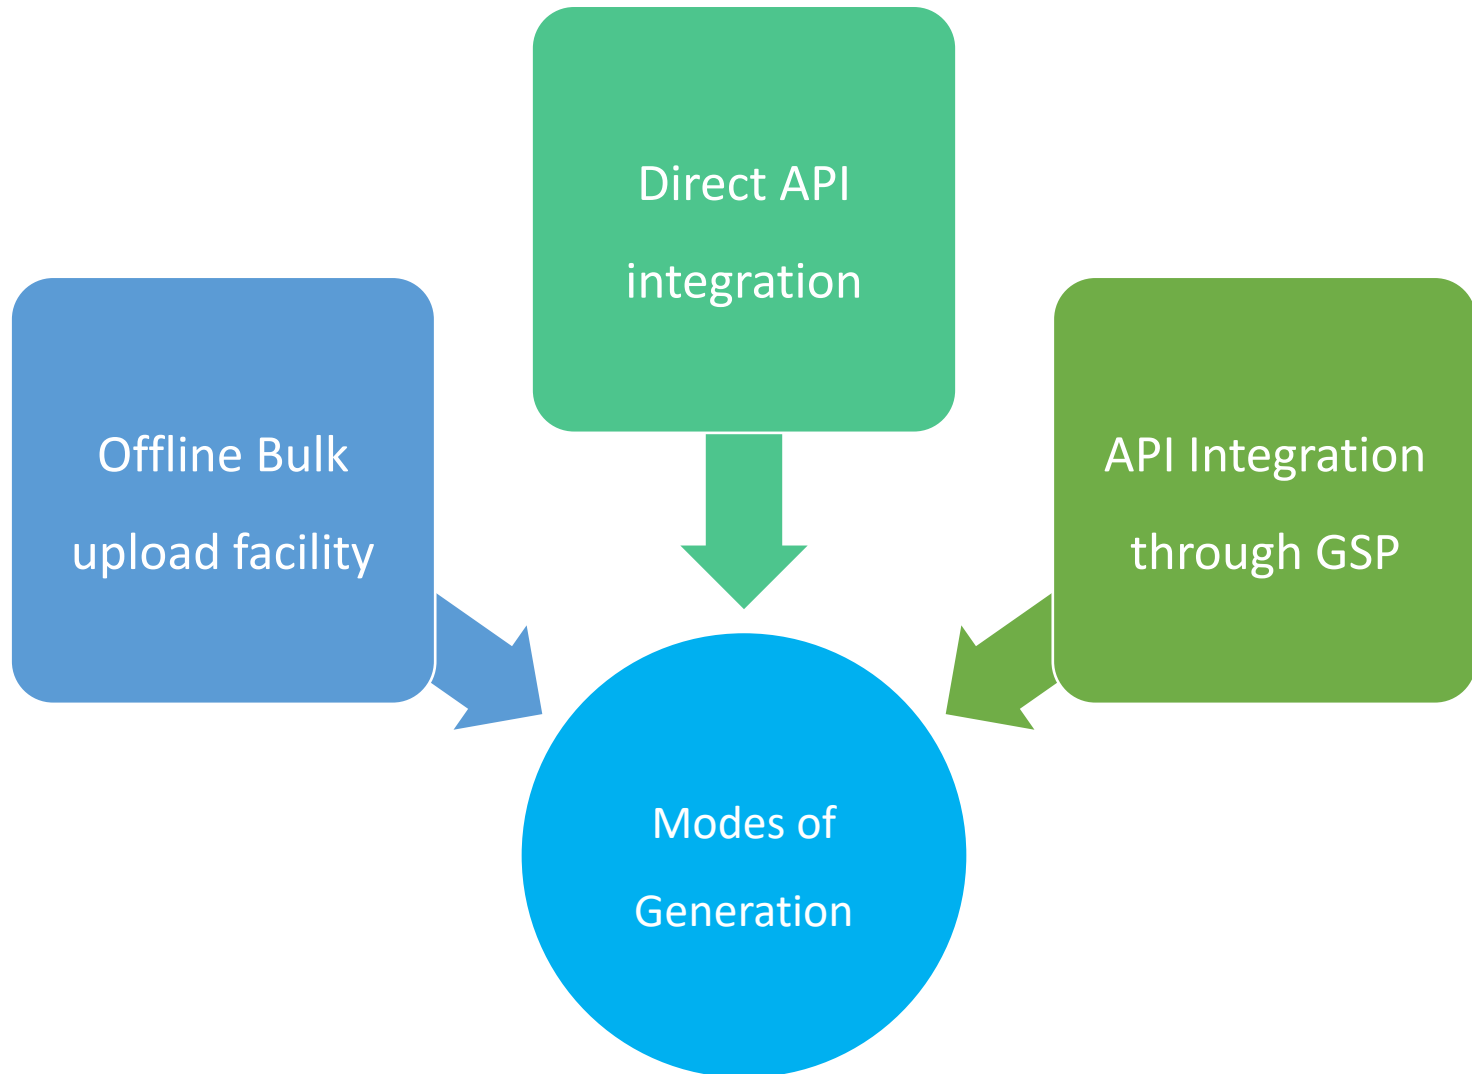 Direct API
integration
Offline Bulk
upload facility
API Integration
through GSP
Modes of
Generation